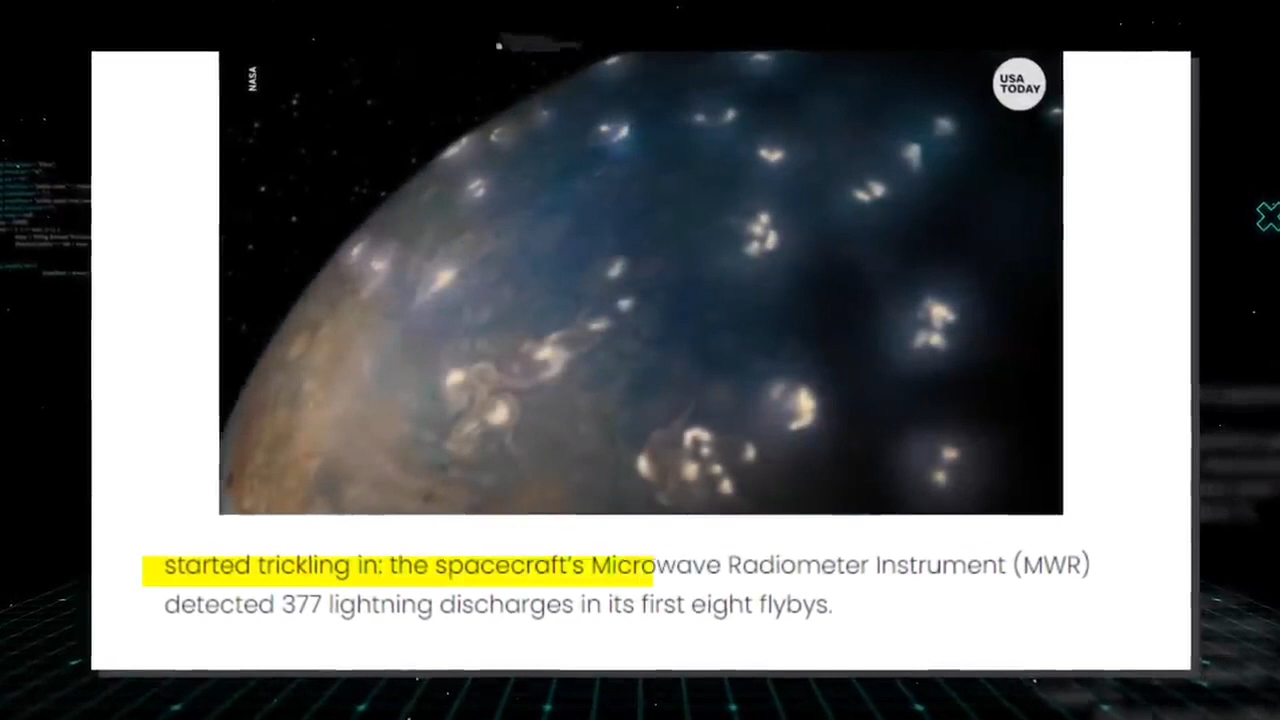 NASA
USA
TODAY
started trickling in: the spacecraft's Microwave Radiometer Instrument (MWR)
detected 377 lightning discharges in its first eight flybys.